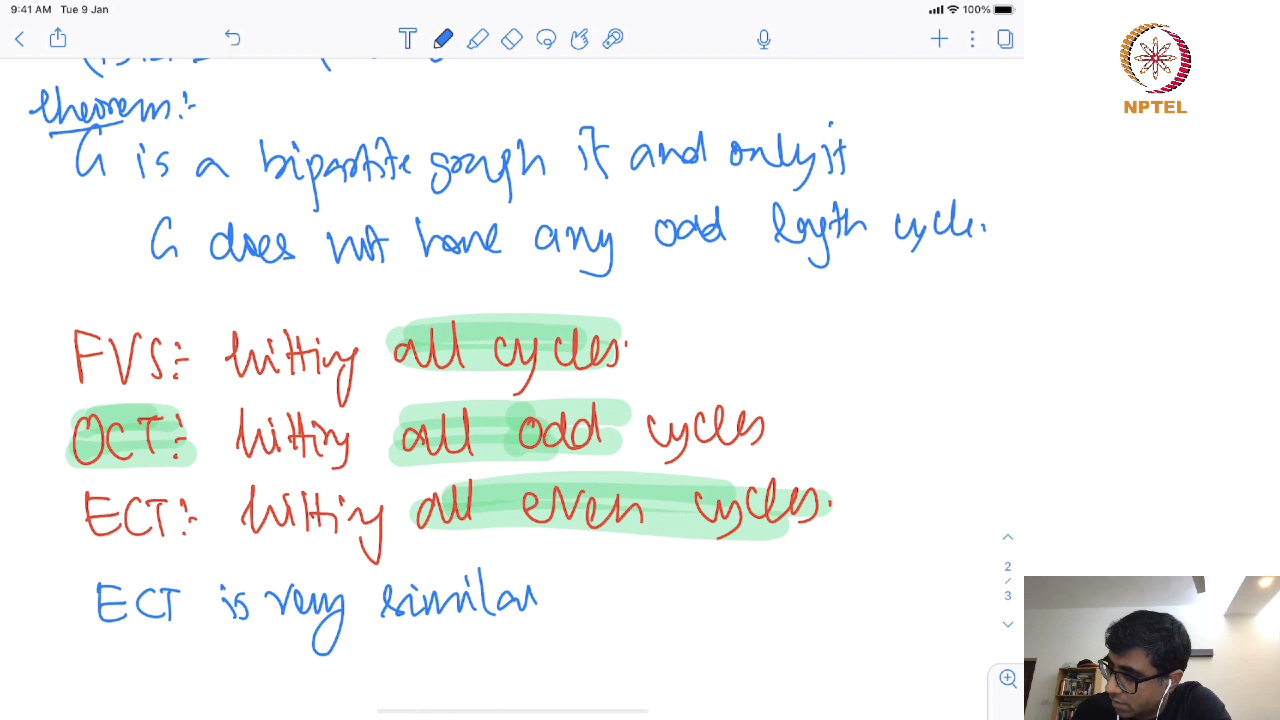 9:41 AM Tue 9 Jan
100%
NPTEL
theorem:-
G is a bipartite graph if and only if
G does not have any odd length cycle.
FVS:- hitting all cycles.
OCT:- hitting all odd cycles
ECT:- hitting all even cycles.
ECT is very similar
2
/
3